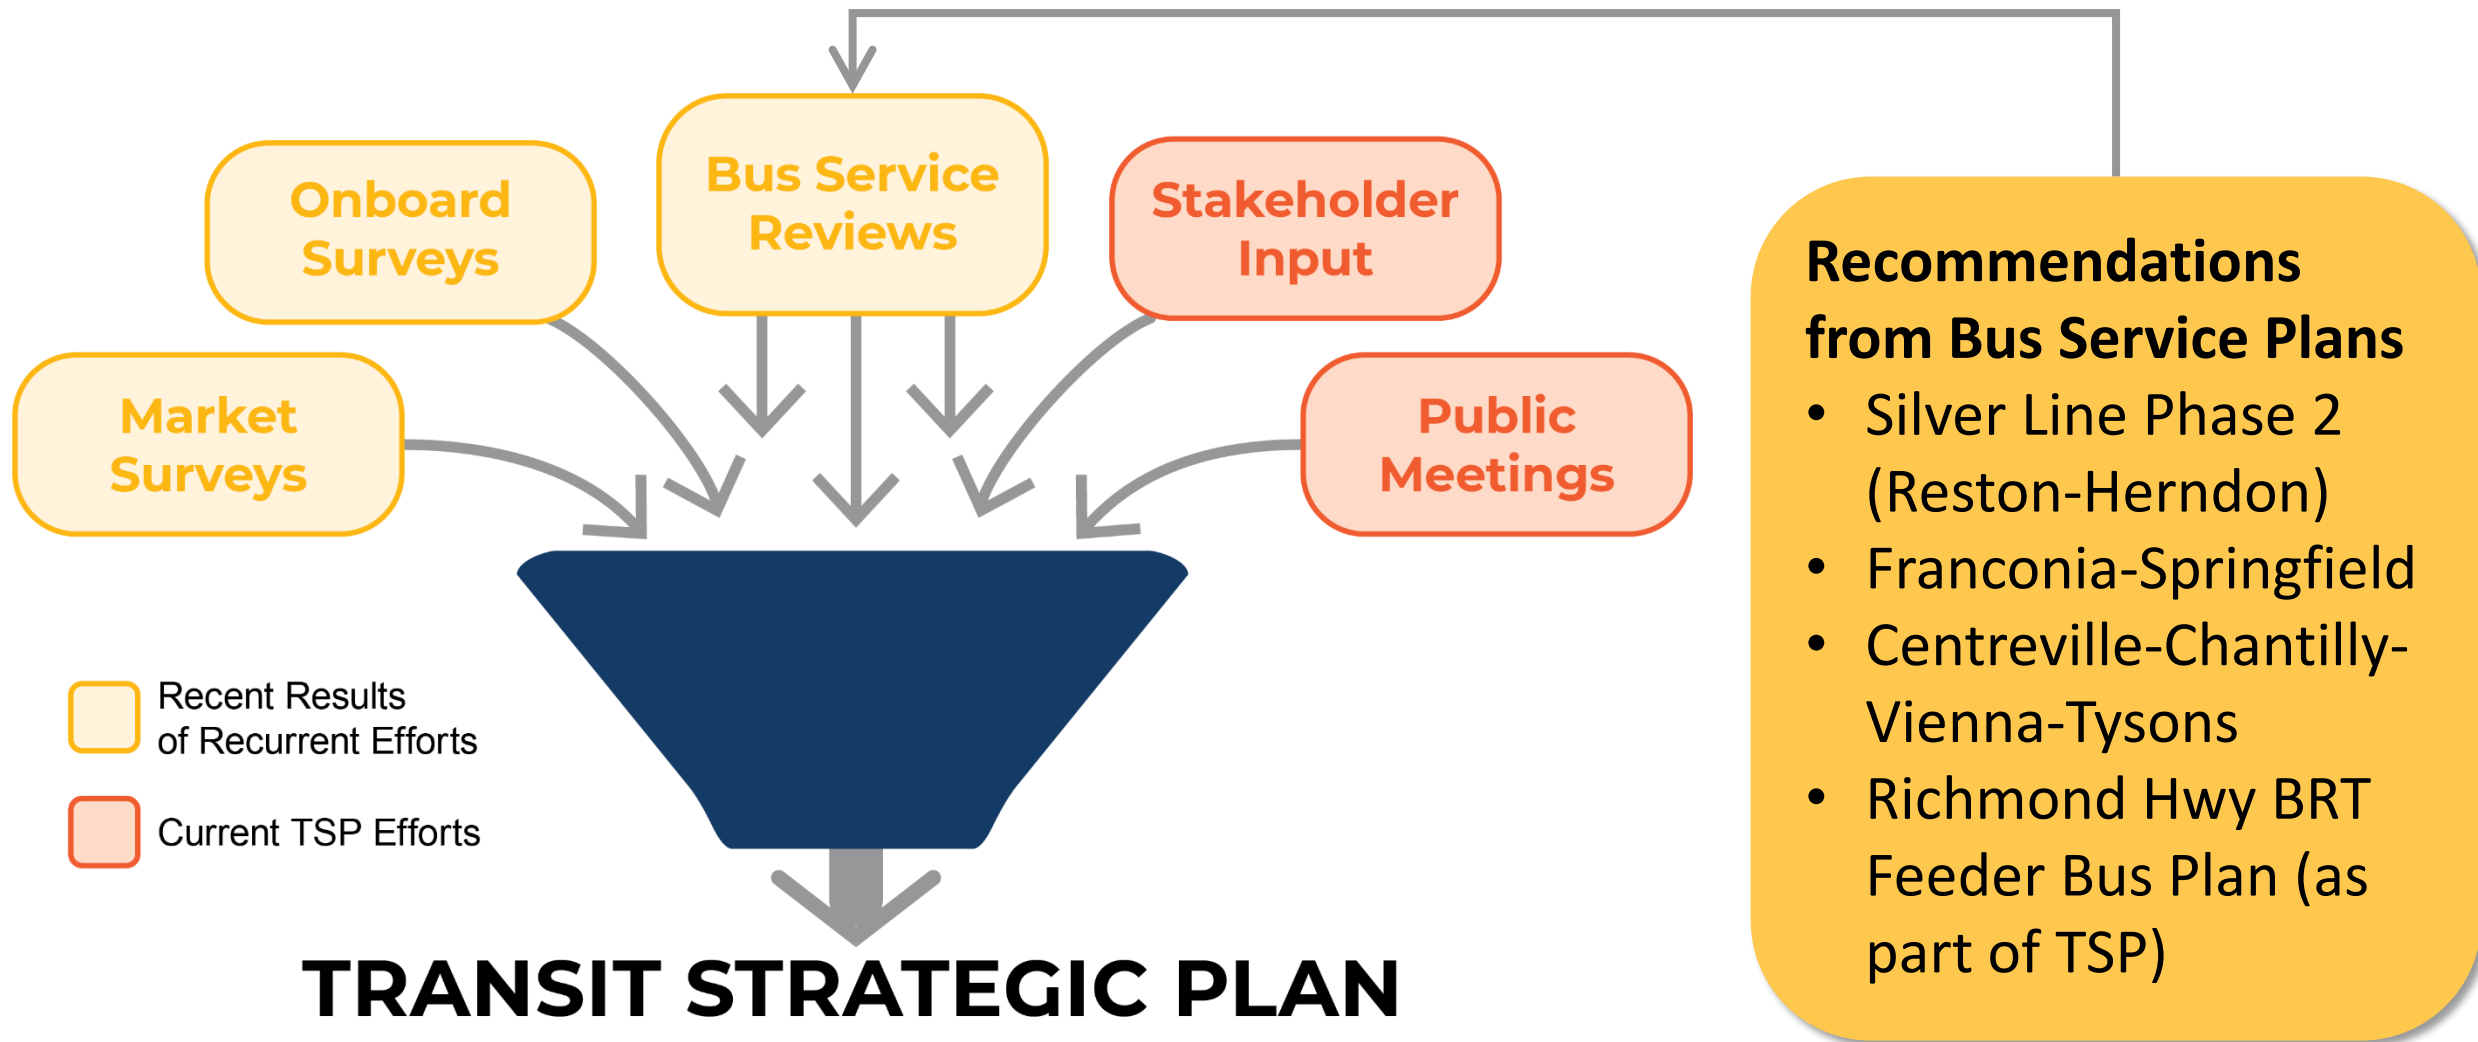 Onboard
Surveys
Bus Service
Reviews
Stakeholder
Input
Market
Surveys
Public
Meetings
Recent Results
of Recurrent Efforts
Current TSP Efforts
TRANSIT STRATEGIC PLAN
Recommendations
from Bus Service Plans
• Silver Line Phase 2
(Reston-Herndon)
• Franconia-Springfield
• Centreville-Chantilly-
Vienna-Tysons
• Richmond Hwy BRT
Feeder Bus Plan (as
part of TSP)